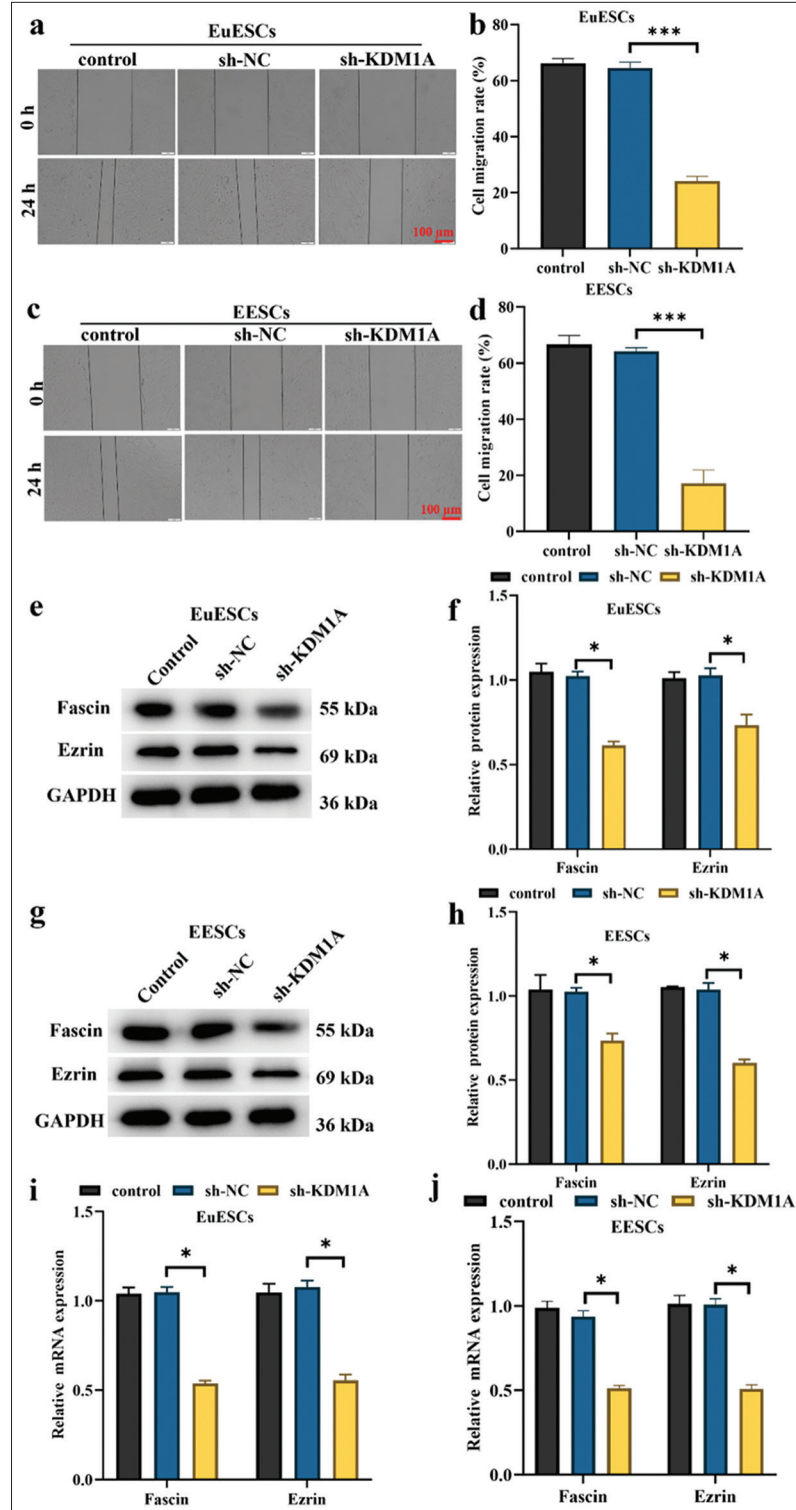 a
EuESCs
control sh-NC sh-KDM1A
0 h
24 h
100 μm
b
EuESCs
Cell migration rate (%)
80
60
40
20
0
***
control sh-NC sh-KDM1A
c
EESCs
control sh-NC sh-KDM1A
0 h
24 h
100 μm
d
EESCs
Cell migration rate (%)
80
60
40
20
0
***
control sh-NC sh-KDM1A
e
EuESCs
Control sh-NC sh-KDM1A
Fascin 55 kDa
Ezrin 69 kDa
GAPDH 36 kDa
f
control sh-NC sh-KDM1A
EuESCs
Relative protein expression
1.5
1.0
0.5
0.0
* *
Fascin Ezrin
g
EESCs
Control sh-NC sh-KDM1A
Fascin 55 kDa
Ezrin 69 kDa
GAPDH 36 kDa
h
control sh-NC sh-KDM1A
EESCs
Relative protein expression
1.5
1.0
0.5
0.0
* *
Fascin Ezrin
i
control sh-NC sh-KDM1A
EuESCs
Relative mRNA expression
1.5
1.0
0.5
0.0
* *
Fascin Ezrin
j
control sh-NC sh-KDM1A
EESCs
Relative mRNA expression
1.5
1.0
0.5
0.0
* *
Fascin Ezrin